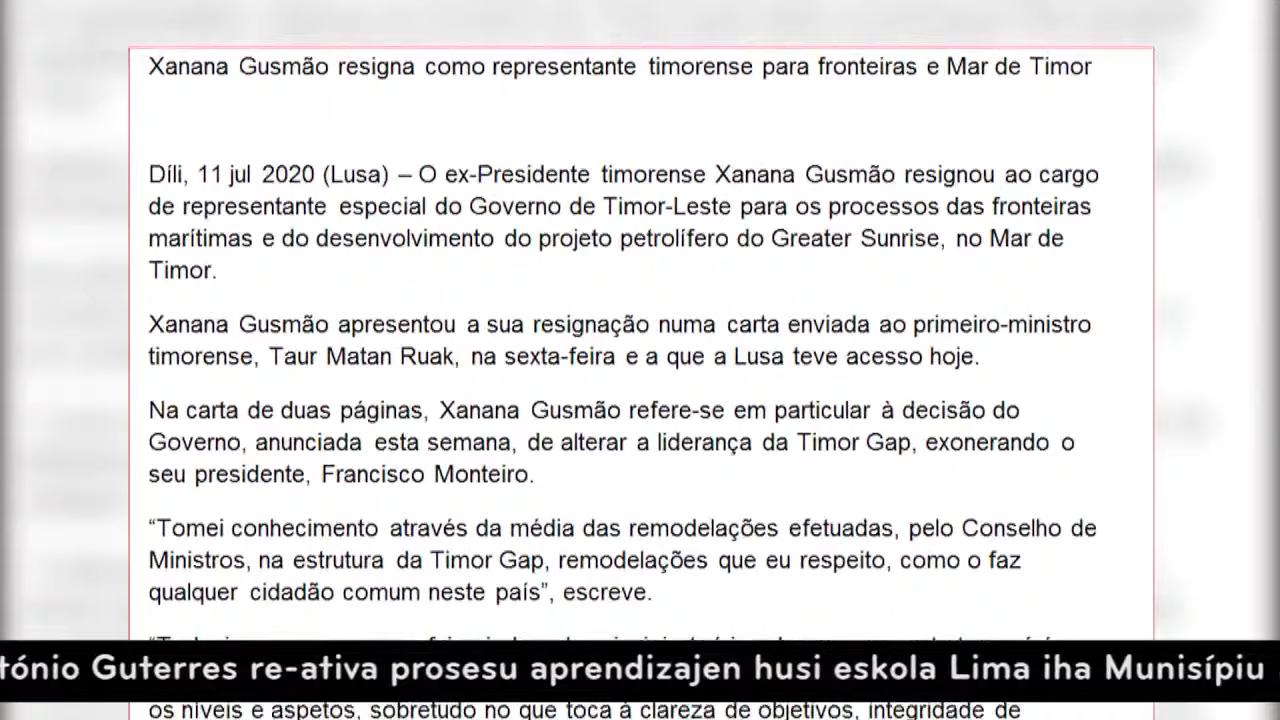 Xanana Gusmão resigna como representante timorense para fronteiras e Mar de Timor
Díli, 11 jul 2020 (Lusa) – O ex-Presidente timorense Xanana Gusmão resignou ao cargo
de representante especial do Governo de Timor-Leste para os processos das fronteiras
marítimas e do desenvolvimento do projeto petrolífero do Greater Sunrise, no Mar de
Timor.
Xanana Gusmão apresentou a sua resignação numa carta enviada ao primeiro-ministro
timorense, Taur Matan Ruak, na sexta-feira e a que a Lusa teve acesso hoje.
Na carta de duas páginas, Xanana Gusmão refere-se em particular à decisão do
Governo, anunciada esta semana, de alterar a liderança da Timor Gap, exonerando o
seu presidente, Francisco Monteiro.
“Tomei conhecimento através da média das remodelações efetuadas, pelo Conselho de
Ministros, na estrutura da Timor Gap, remodelações que eu respeito, como o faz
qualquer cidadão comum neste país”, escreve.
tónio Guterres re-ativa prosesu aprendizajen husi eskola Lima iha Munisípiu
os níveis e aspetos, sobretudo no que toca à clareza de objetivos, integridade de